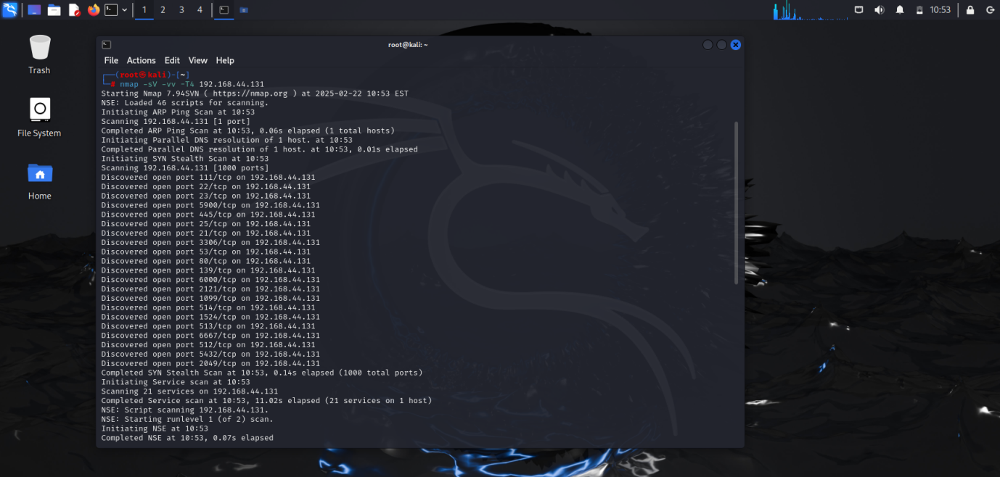 1 2 3 4
10:53
Trash
File System
Home
root@kali: ~
File Actions Edit View Help
┌──(root㉿kali)-[~]
└─# nmap -sV -vv -T4 192.168.44.131
Starting Nmap 7.94SVN ( https://nmap.org ) at 2025-02-22 10:53 EST
NSE: Loaded 46 scripts for scanning.
Initiating ARP Ping Scan at 10:53
Scanning 192.168.44.131 [1 port]
Completed ARP Ping Scan at 10:53, 0.06s elapsed (1 total hosts)
Initiating Parallel DNS resolution of 1 host. at 10:53
Completed Parallel DNS resolution of 1 host. at 10:53, 0.01s elapsed
Initiating SYN Stealth Scan at 10:53
Scanning 192.168.44.131 [1000 ports]
Discovered open port 111/tcp on 192.168.44.131
Discovered open port 22/tcp on 192.168.44.131
Discovered open port 23/tcp on 192.168.44.131
Discovered open port 5900/tcp on 192.168.44.131
Discovered open port 445/tcp on 192.168.44.131
Discovered open port 25/tcp on 192.168.44.131
Discovered open port 21/tcp on 192.168.44.131
Discovered open port 3306/tcp on 192.168.44.131
Discovered open port 53/tcp on 192.168.44.131
Discovered open port 80/tcp on 192.168.44.131
Discovered open port 139/tcp on 192.168.44.131
Discovered open port 6000/tcp on 192.168.44.131
Discovered open port 2121/tcp on 192.168.44.131
Discovered open port 1099/tcp on 192.168.44.131
Discovered open port 514/tcp on 192.168.44.131
Discovered open port 1524/tcp on 192.168.44.131
Discovered open port 513/tcp on 192.168.44.131
Discovered open port 6667/tcp on 192.168.44.131
Discovered open port 512/tcp on 192.168.44.131
Discovered open port 5432/tcp on 192.168.44.131
Discovered open port 2049/tcp on 192.168.44.131
Completed SYN Stealth Scan at 10:53, 0.14s elapsed (1000 total ports)
Initiating Service scan at 10:53
Scanning 21 services on 192.168.44.131
Completed Service scan at 10:53, 11.02s elapsed (21 services on 1 host)
NSE: Script scanning 192.168.44.131.
NSE: Starting runlevel 1 (of 2) scan.
Initiating NSE at 10:53
Completed NSE at 10:53, 0.07s elapsed